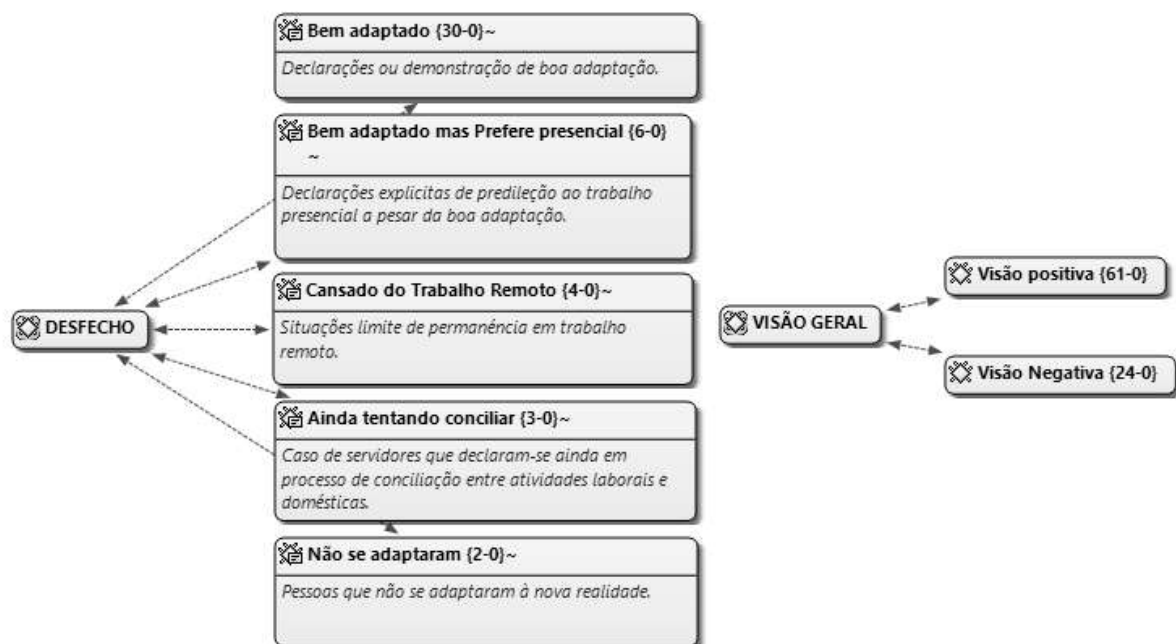 Bem adaptado {30-0}~
Declarações ou demonstração de boa adaptação.
Bem adaptado mas Prefere presencial {6-0}
~
Declarações explícitas de predileção ao trabalho
presencial a pesar da boa adaptação.
Cansado do Trabalho Remoto {4-0}~
Situações limite de permanência em trabalho
remoto.
DESFECHO
Ainda tentando conciliar {3-0}~
Caso de servidores que declaram-se ainda em
processo de conciliação entre atividades laborais e
domésticas.
Não se adaptaram {2-0}~
Pessoas que não se adaptaram à nova realidade.
VISÃO GERAL
Visão positiva {61-0}
Visão Negativa {24-0}